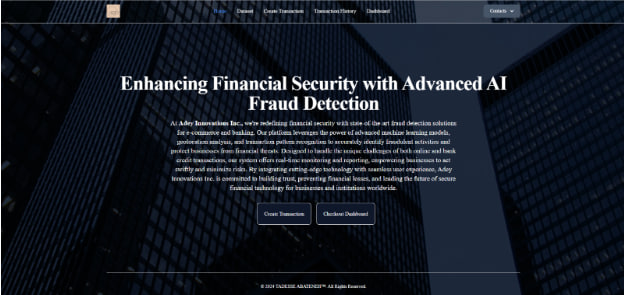 Home Dataset Create Transaction Transaction History Dashboard Contacts
Enhancing Financial Security with Advanced AI
Fraud Detection
At Adey Innovations Inc., we're redefining financial security with state-of-the-art fraud detection solutions
for e-commerce and banking. Our platform leverages the power of advanced machine learning models,
geolocation analysis, and transaction pattern recognition to accurately identify fraudulent activities and
protect businesses from financial threats. Designed to handle the unique challenges of both online and bank
credit transactions, our system offers real-time monitoring and reporting, empowering businesses to act
swiftly and minimize risks. By integrating cutting-edge technology with seamless user experience, Adey
Innovations Inc. is committed to building trust, preventing financial losses, and leading the future of secure
financial technology for businesses and institutions worldwide.
Create Transaction Checkout Dashboard
© 2024 TADESSE ABATENEH™ All Rights Reserved.